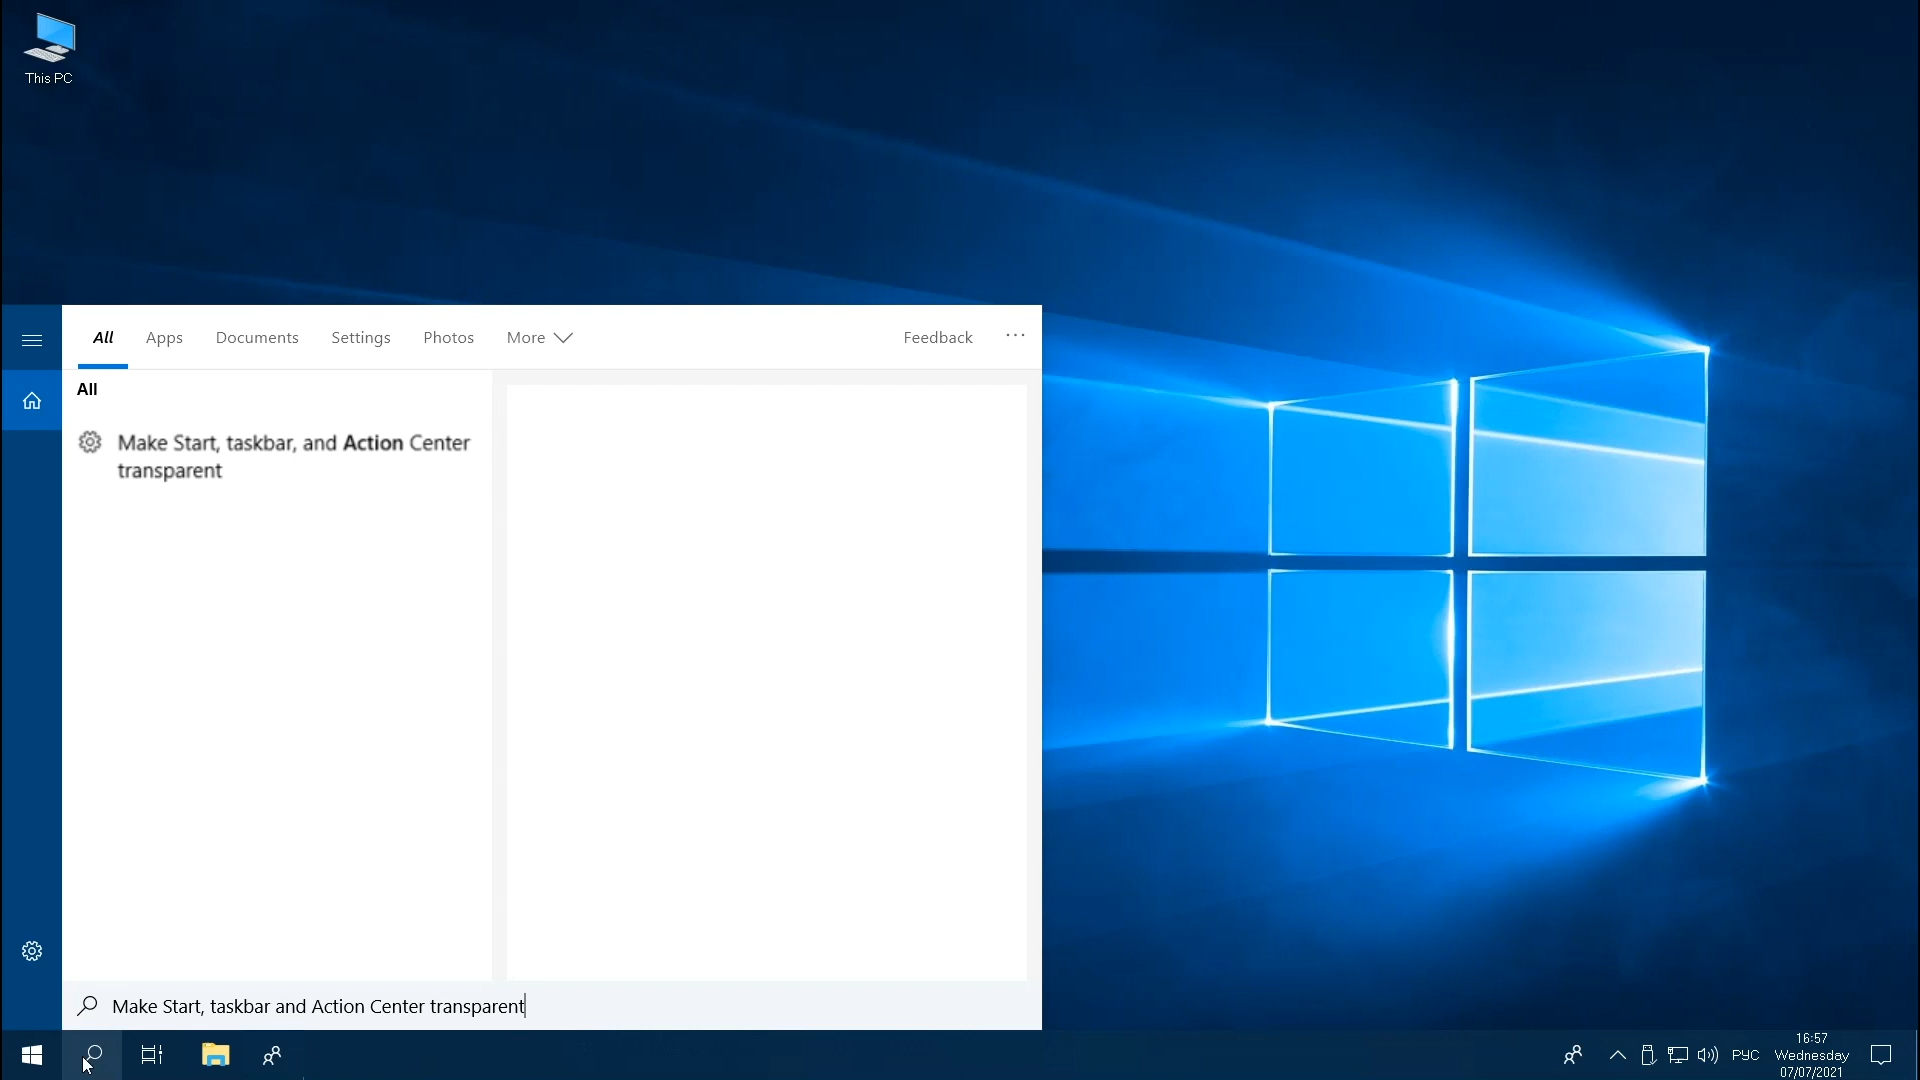 This PC
All Apps Documents Settings Photos More Feedback ...
All
Make Start, taskbar, and Action Center
transparent
Make Start, taskbar and Action Center transparent
16:57
РУС Wednesday
07/07/2021